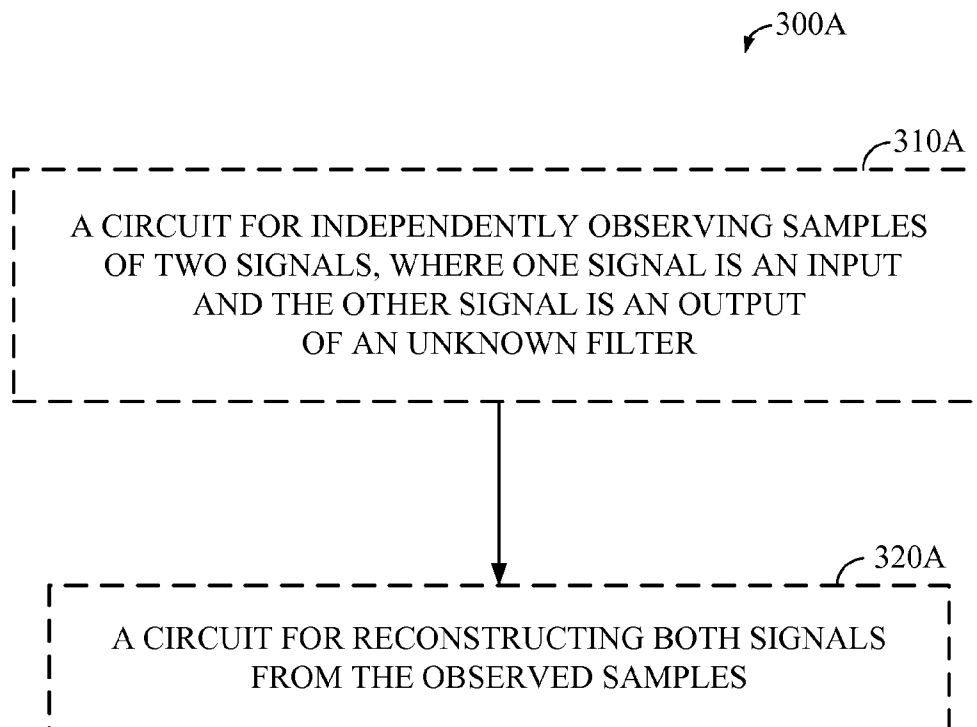 300A
310A
A CIRCUIT FOR INDEPENDENTLY OBSERVING SAMPLES
OF TWO SIGNALS, WHERE ONE SIGNAL IS AN INPUT
AND THE OTHER SIGNAL IS AN OUTPUT
OF AN UNKNOWN FILTER
320A
A CIRCUIT FOR RECONSTRUCTING BOTH SIGNALS
FROM THE OBSERVED SAMPLES